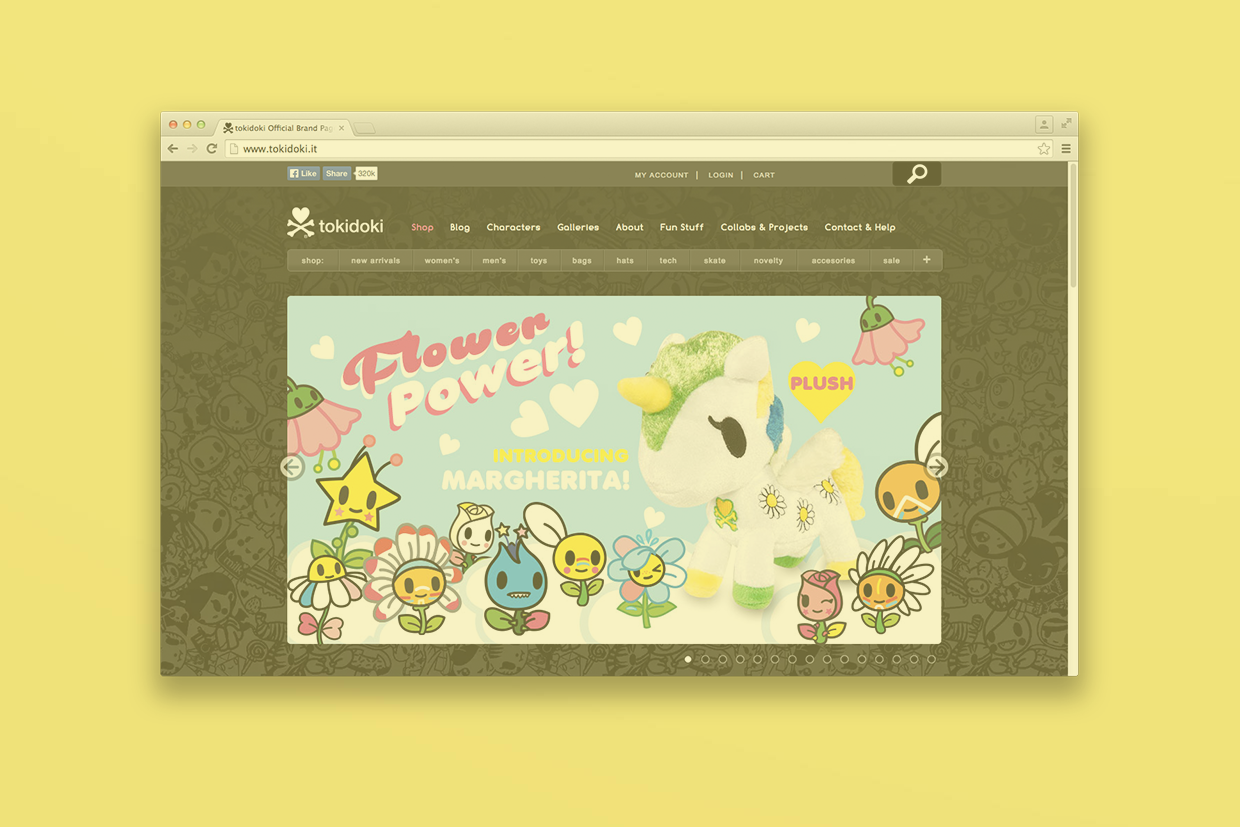 tokidoki Official Brand Pag
www.tokidoki.it
Like Share 320k
MY ACCOUNT | LOGIN | CART
tokidoki
Shop Blog Characters Galleries About Fun Stuff Collabs & Projects Contact & Help
shop: new arrivals women's men's toys bags hats tech skate novelty accesories sale +
Flower
Power!
PLUSH
INTRODUCING
MARGHERITA!